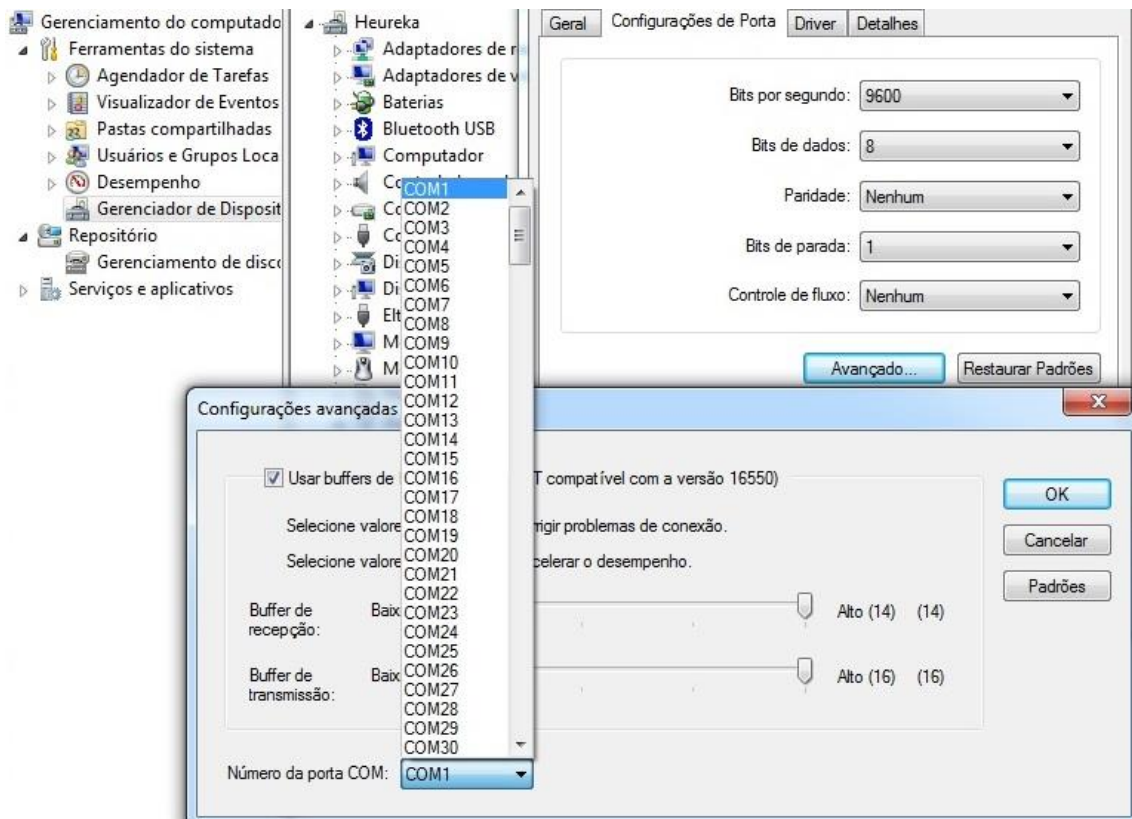 Gerenciamento do computado
Ferramentas do sistema
Agendador de Tarefas
Visualizador de Eventos
Pastas compartilhadas
Usuários e Grupos Loca
Desempenho
Gerenciador de Disposit
Repositório
Gerenciamento de disc
Serviços e aplicativos
Heureka
Adaptadores de r
Adaptadores de v
Baterias
Bluetooth USB
Computador
Geral
Configurações de Porta
Driver
Detalhes
Bits por segundo: 9600
Bits de dados: 8
Paridade: Nenhum
Bits de parada: 1
Controle de fluxo: Nenhum
Avançado...
Restaurar Padrões
Configurações avançadas
Usar buffers de
T compatível com a versão 16550)
Selecione valore
rrigir problemas de conexão.
Selecione valore
celerar o desempenho.
Buffer de
recepção:
Baix
Alto (14) (14)
Buffer de
transmissão:
Baix
Alto (16) (16)
OK
Cancelar
Padrões
Número da porta COM: COM1
COM1
COM2
COM3
COM4
COM5
COM6
COM7
COM8
COM9
COM10
COM11
COM12
COM13
COM14
COM15
COM16
COM17
COM18
COM19
COM20
COM21
COM22
COM23
COM24
COM25
COM26
COM27
COM28
COM29
COM30